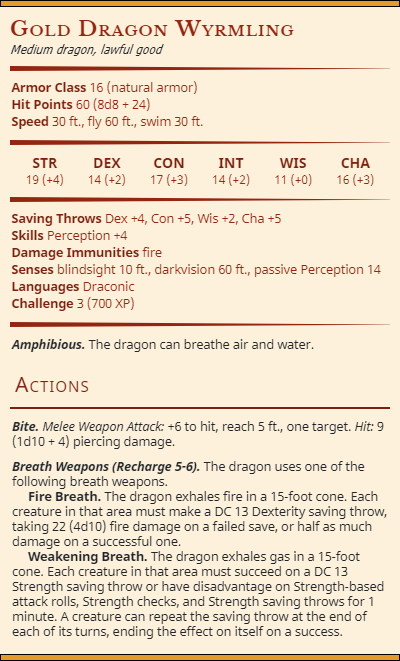 Gold Dragon Wyrmling
Medium dragon, lawful good
Armor Class 16 (natural armor)
Hit Points 60 (8d8 + 24)
Speed 30 ft., fly 60 ft., swim 30 ft.
STR DEX CON INT WIS CHA
19 (+4) 14 (+2) 17 (+3) 14 (+2) 11 (+0) 16 (+3)
Saving Throws Dex +4, Con +5, Wis +2, Cha +5
Skills Perception +4
Damage Immunities fire
Senses blindsight 10 ft., darkvision 60 ft., passive Perception 14
Languages Draconic
Challenge 3 (700 XP)
Amphibious. The dragon can breathe air and water.
Actions
Bite. Melee Weapon Attack: +6 to hit, reach 5 ft., one target. Hit: 9
(1d10 + 4) piercing damage.
Breath Weapons (Recharge 5-6). The dragon uses one of the
following breath weapons.
Fire Breath. The dragon exhales fire in a 15-foot cone. Each
creature in that area must make a DC 13 Dexterity saving throw,
taking 22 (4d10) fire damage on a failed save, or half as much
damage on a successful one.
Weakening Breath. The dragon exhales gas in a 15-foot
cone. Each creature in that area must succeed on a DC 13
Strength saving throw or have disadvantage on Strength-based
attack rolls, Strength checks, and Strength saving throws for 1
minute. A creature can repeat the saving throw at the end of
each of its turns, ending the effect on itself on a success.